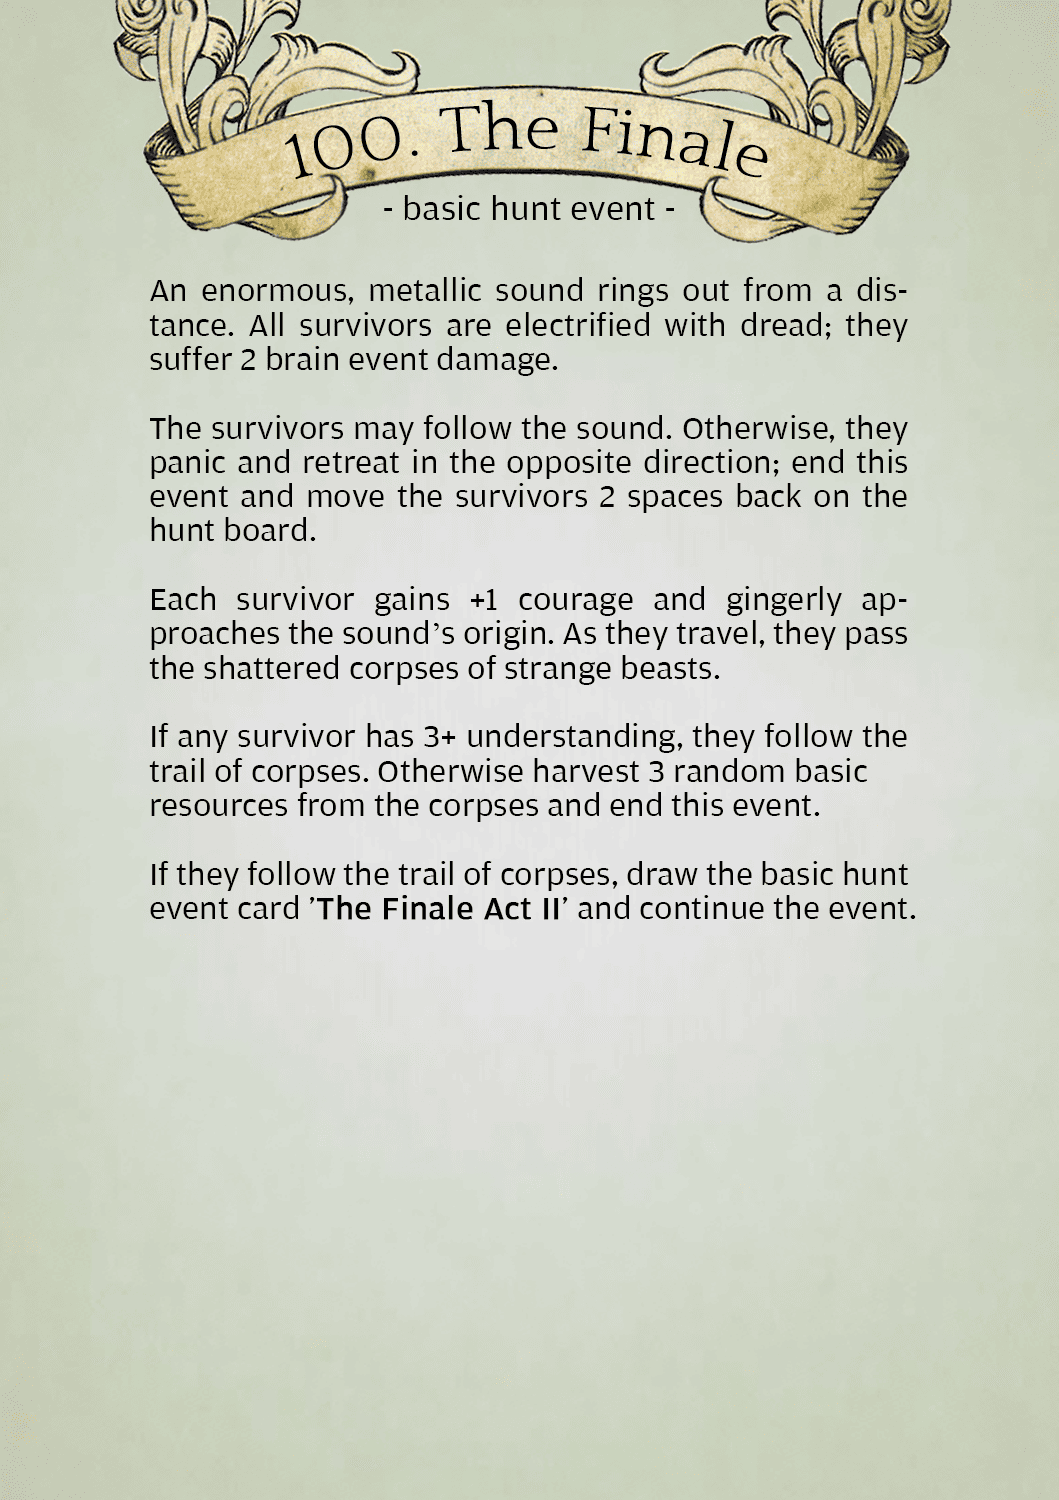 100. The Finale
- basic hunt event -
An enormous, metallic sound rings out from a dis-
tance. All survivors are electrified with dread; they
suffer 2 brain event damage.
The survivors may follow the sound. Otherwise, they
panic and retreat in the opposite direction; end this
event and move the survivors 2 spaces back on the
hunt board.
Each survivor gains +1 courage and gingerly ap-
proaches the sound's origin. As they travel, they pass
the shattered corpses of strange beasts.
If any survivor has 3+ understanding, they follow the
trail of corpses. Otherwise harvest 3 random basic
resources from the corpses and end this event.
If they follow the trail of corpses, draw the basic hunt
event card 'The Finale Act II' and continue the event.